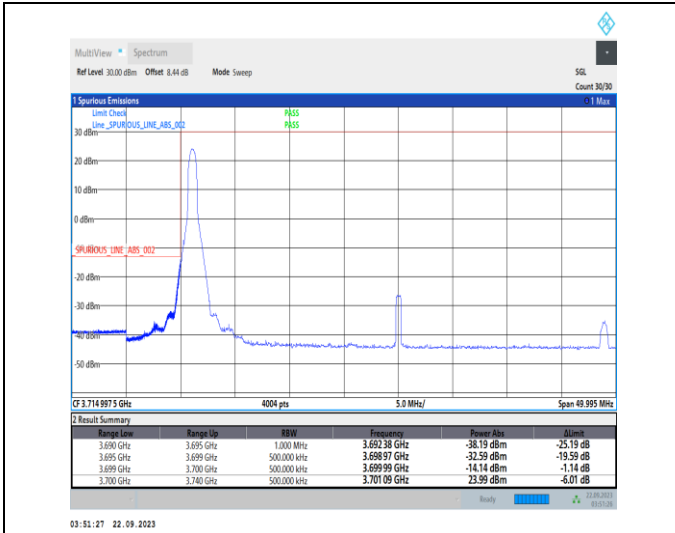 MultiView Spectrum
Ref Level 30.00 dBm Offset 8.44 dB Mode Sweep SGL
Count 30/30
1 Spurious Emissions 1 Max
Limit Check PASS
Line _SPURIOUS_LINE_ABS_002 PASS
30 dBm
20 dBm
10 dBm
0 dBm
_SPURIOUS_LINE_ABS_002
-20 dBm
-30 dBm
-40 dBm
-50 dBm
CF 3.714 997 5 GHz 4004 pts 5.0 MHz/ Span 49.995 MHz
2 Result Summary
Range Low Range Up RBW Frequency Power Abs ΔLimit
3.690 GHz 3.695 GHz 1.000 MHz 3.692 38 GHz -38.19 dBm -25.19 dB
3.695 GHz 3.699 GHz 500.000 kHz 3.698 97 GHz -32.59 dBm -19.59 dB
3.699 GHz 3.700 GHz 500.000 kHz 3.699 99 GHz -14.14 dBm -1.14 dB
3.700 GHz 3.740 GHz 500.000 kHz 3.701 09 GHz 23.99 dBm -6.01 dB
Ready 22.09.2023
03:51:26
03:51:27 22.09.2023